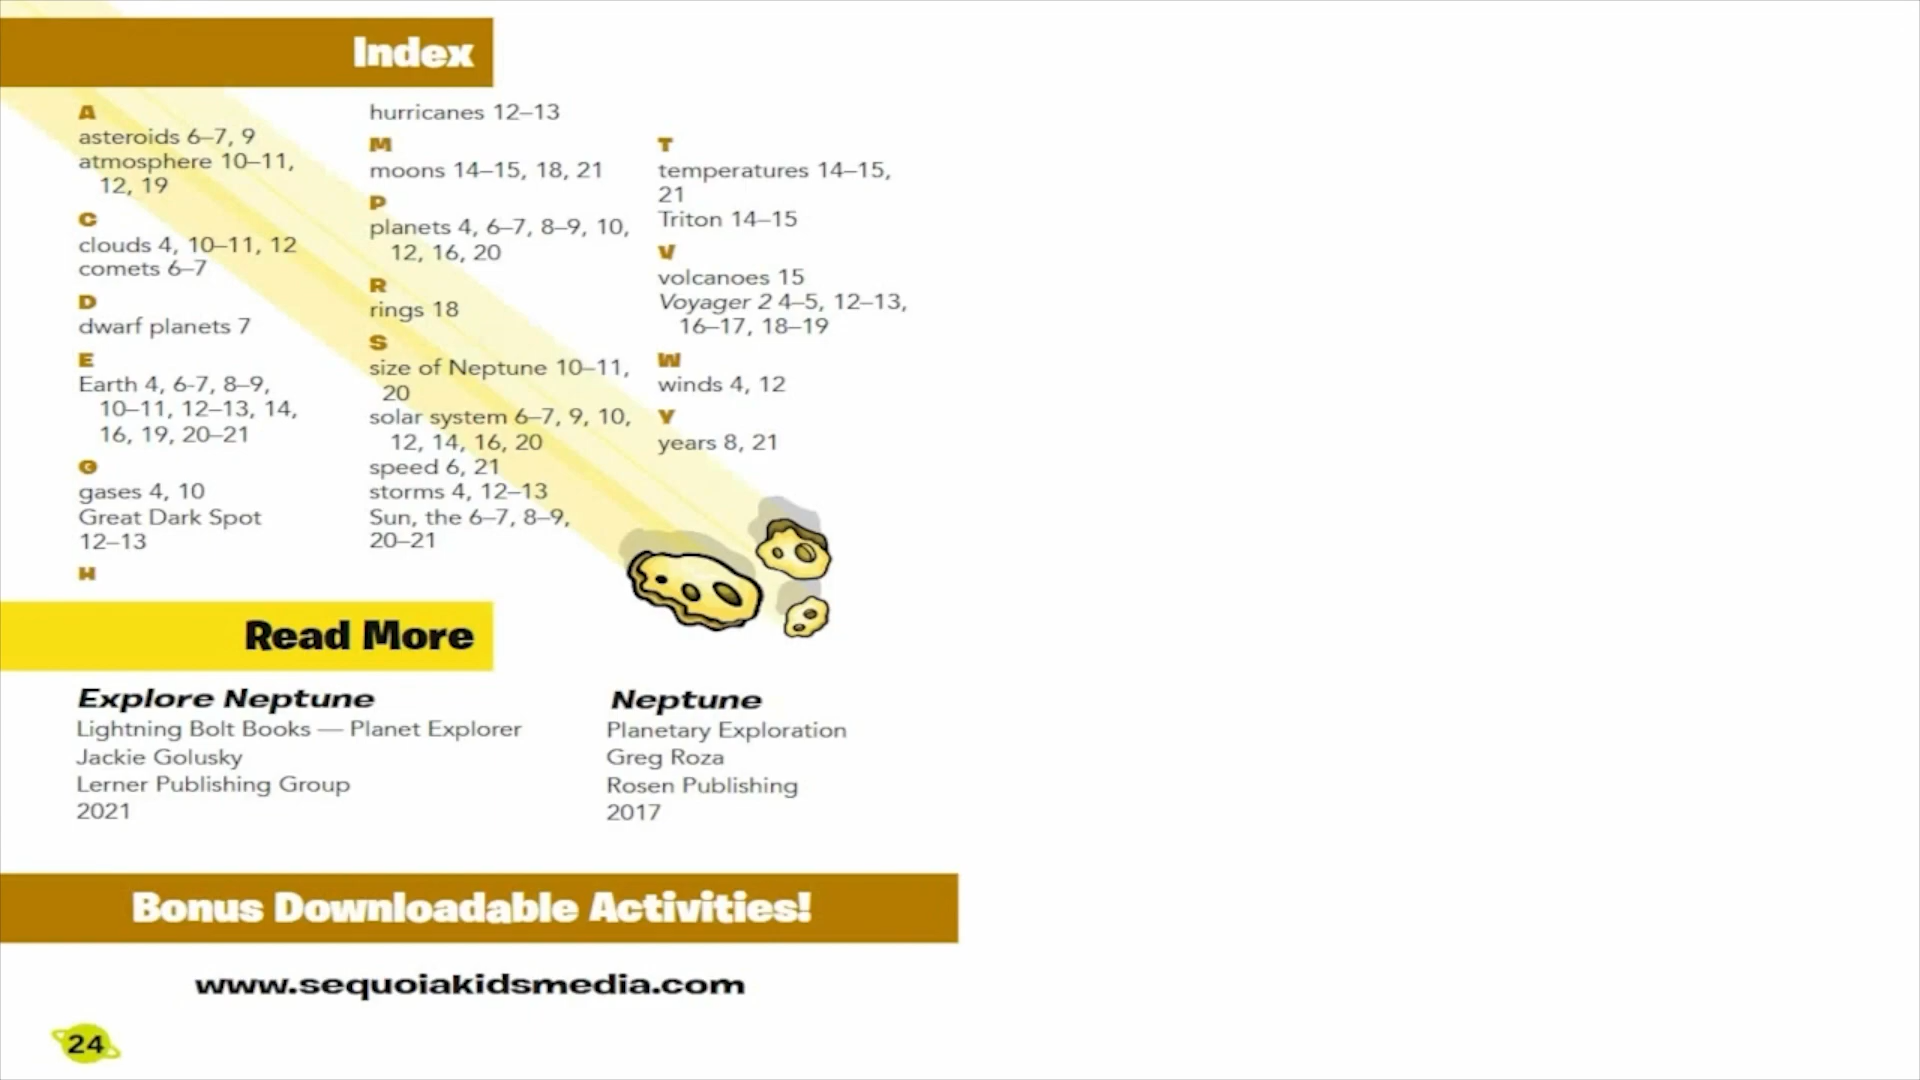 Index
A
asteroids 6–7, 9
atmosphere 10–11,
12, 19
C
clouds 4, 10–11, 12
comets 6–7
D
dwarf planets 7
E
Earth 4, 6-7, 8–9,
10–11, 12–13, 14,
16, 19, 20–21
G
gases 4, 10
Great Dark Spot
12–13
H
hurricanes 12–13
M
moons 14–15, 18, 21
P
planets 4, 6–7, 8–9, 10,
12, 16, 20
R
rings 18
S
size of Neptune 10–11,
20
solar system 6–7, 9, 10,
12, 14, 16, 20
speed 6, 21
storms 4, 12–13
Sun, the 6–7, 8–9,
20–21
T
temperatures 14–15,
21
Triton 14–15
V
volcanoes 15
Voyager 2 4–5, 12–13,
16–17, 18–19
W
winds 4, 12
Y
years 8, 21
Read More
Explore Neptune
Lightning Bolt Books — Planet Explorer
Jackie Golusky
Lerner Publishing Group
2021
Neptune
Planetary Exploration
Greg Roza
Rosen Publishing
2017
Bonus Downloadable Activities!
www.sequoiakidsmedia.com
24